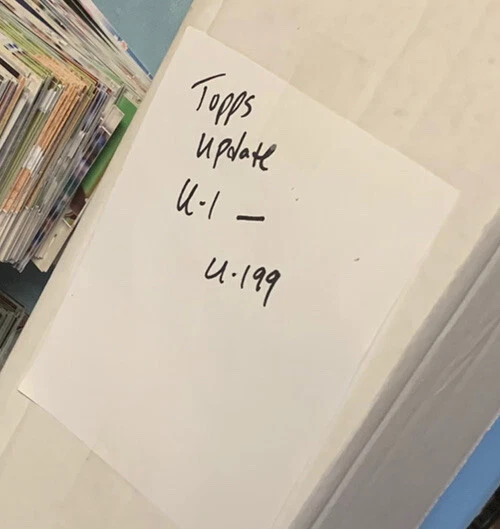 Topps
Update
U-1 –
U-199